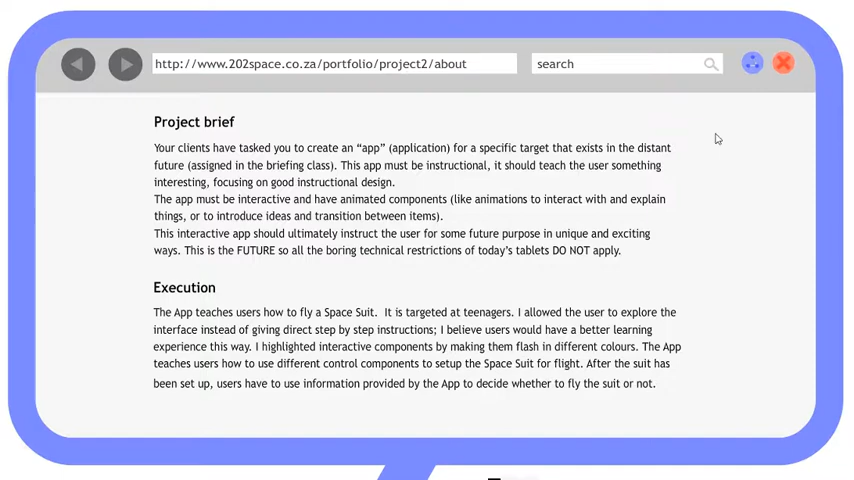 http://www.202space.co.za/portfolio/project2/about
search
Project brief
Your clients have tasked you to create an “app” (application) for a specific target that exists in the distant
future (assigned in the briefing class). This app must be instructional, it should teach the user something
interesting, focusing on good instructional design.
The app must be interactive and have animated components (like animations to interact with and explain
things, or to introduce ideas and transition between items).
This interactive app should ultimately instruct the user for some future purpose in unique and exciting
ways. This is the FUTURE so all the boring technical restrictions of today’s tablets DO NOT apply.
Execution
The App teaches users how to fly a Space Suit. It is targeted at teenagers. I allowed the user to explore the
interface instead of giving direct step by step instructions; I believe users would have a better learning
experience this way. I highlighted interactive components by making them flash in different colours. The App
teaches users how to use different control components to setup the Space Suit for flight. After the suit has
been set up, users have to use information provided by the App to decide whether to fly the suit or not.